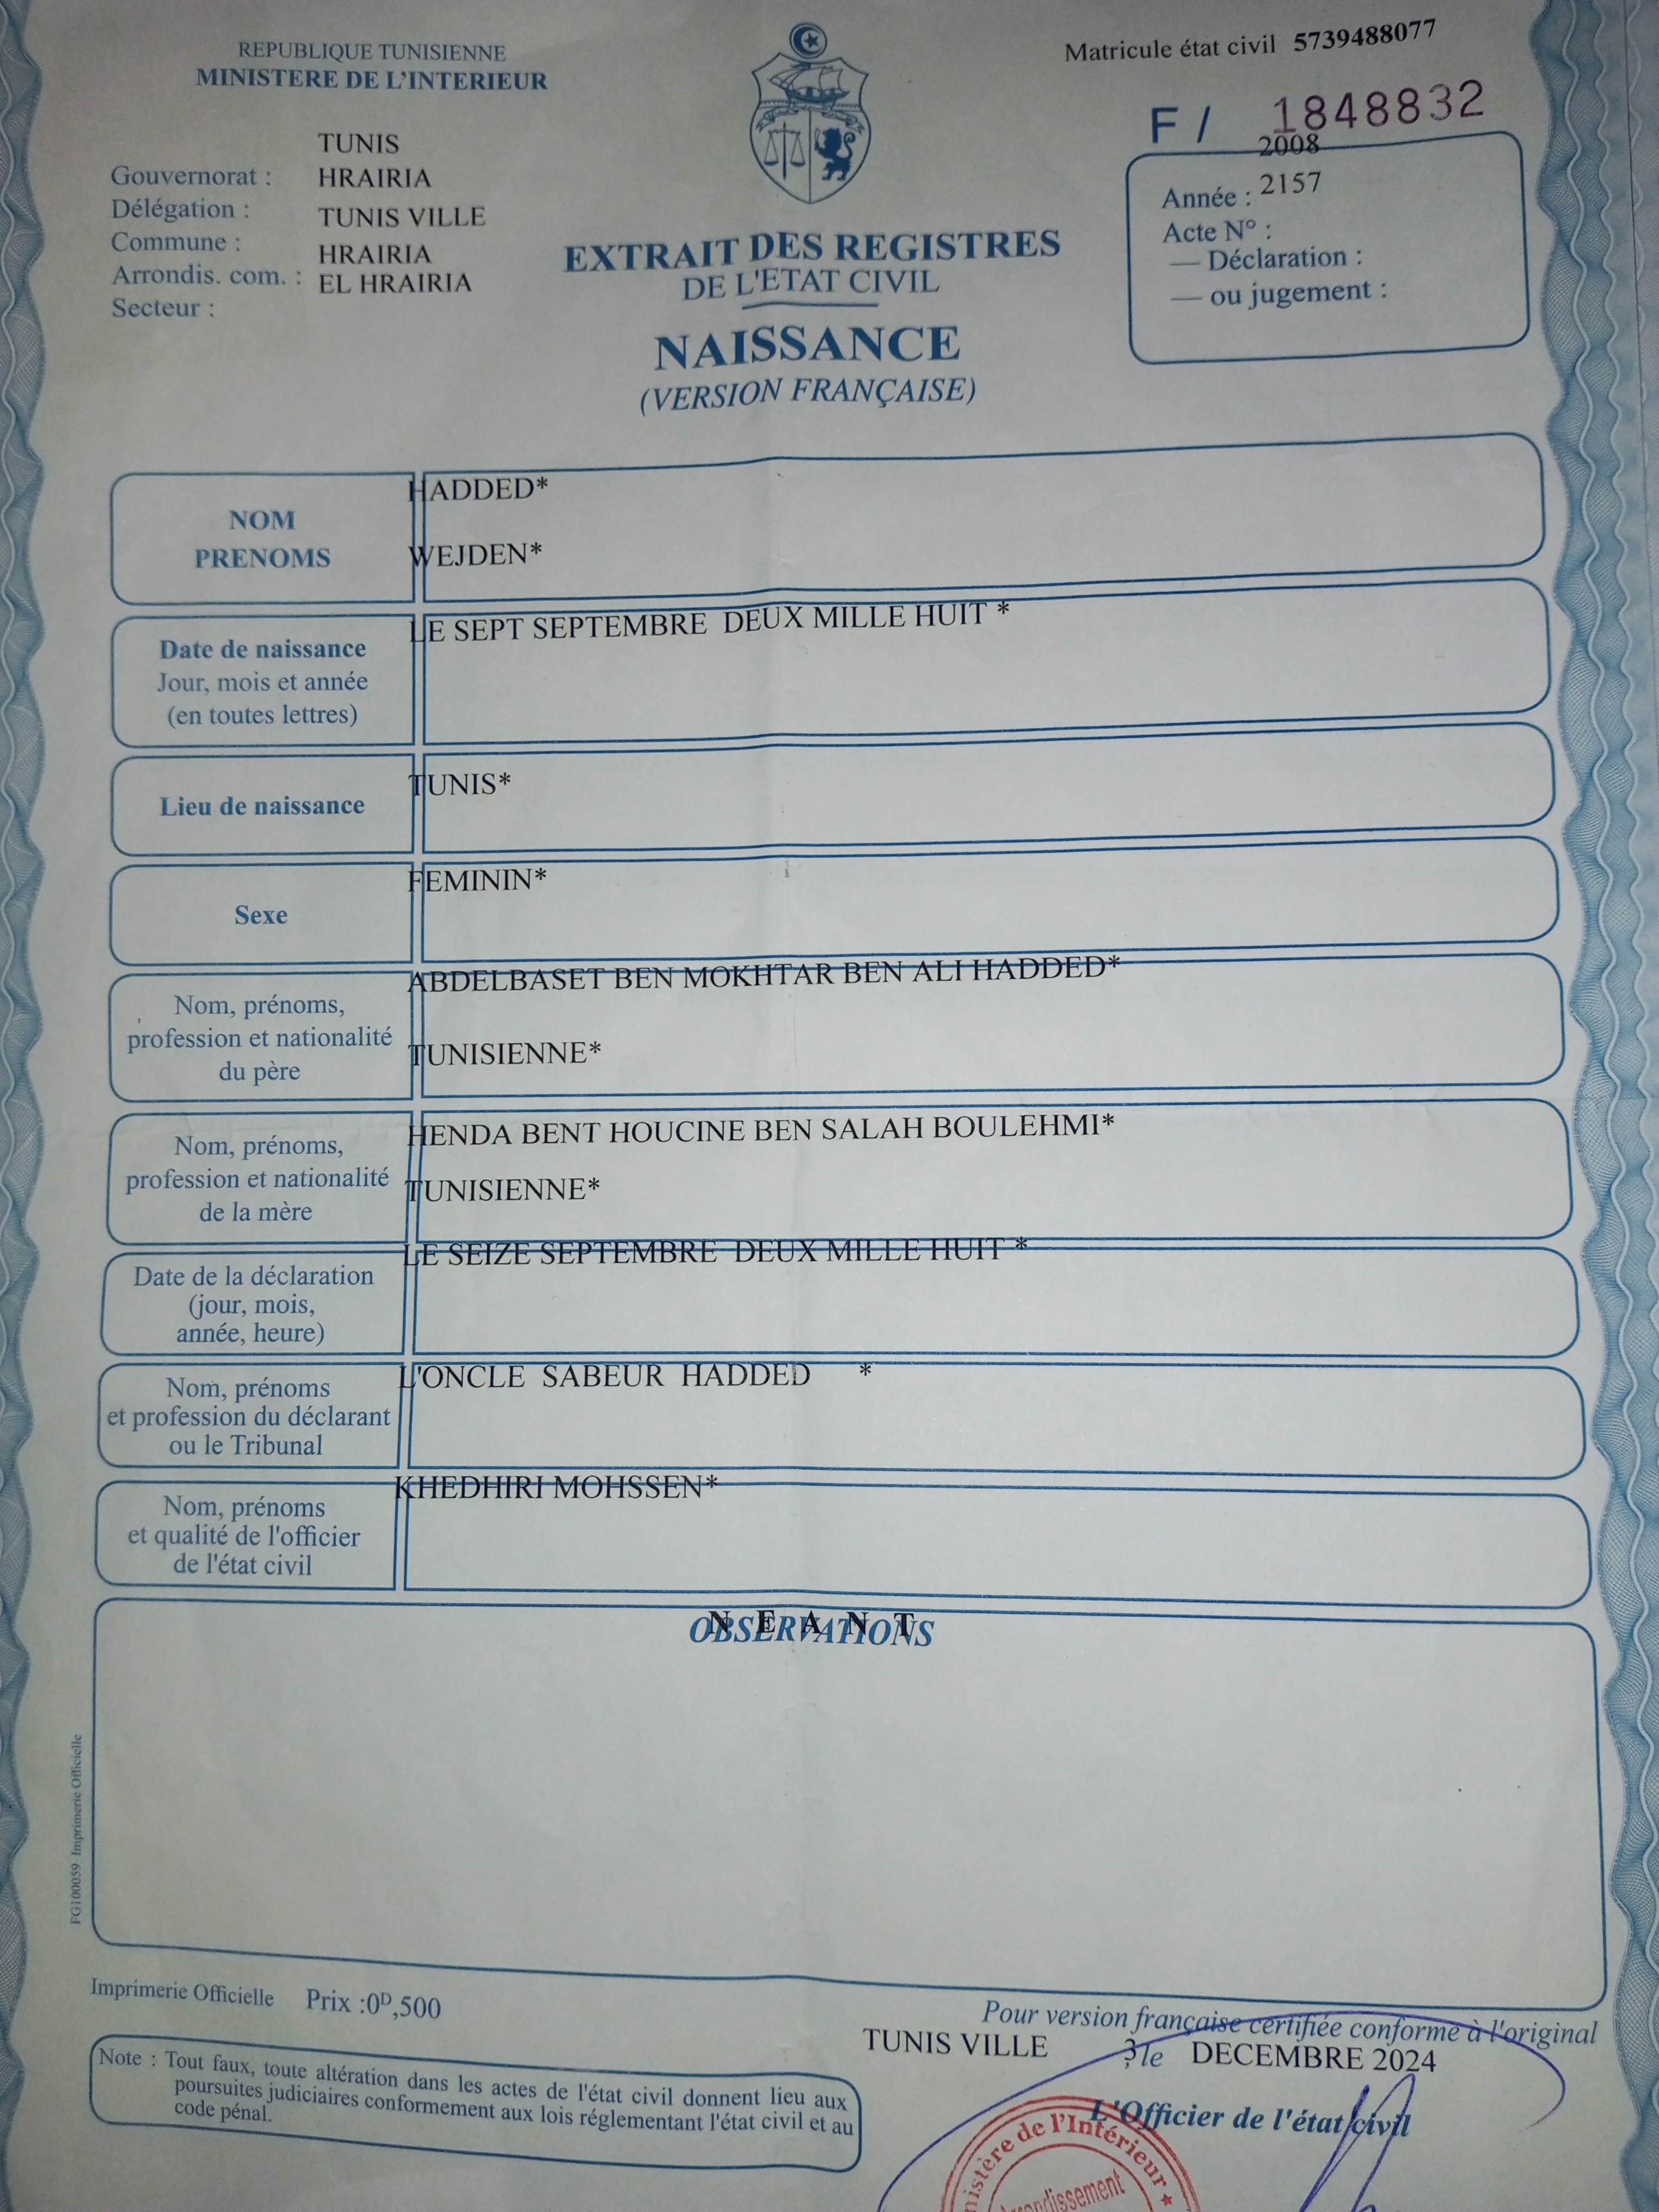 REPUBLIQUE TUNISIENNE
MINISTERE DE L'INTERIEUR
Matricule état civil 5739488077
F / 1848832
TUNIS
Gouvernorat : HRAIRIA
Délégation : TUNIS VILLE
Commune : HRAIRIA
Arrondis. com. : EL HRAIRIA
Secteur :
2008
Année : 2157
Acte N° :
— Déclaration :
— ou jugement :
EXTRAIT DES REGISTRES
DE L'ETAT CIVIL
NAISSANCE
(VERSION FRANÇAISE)
NOM
PRENOMS
HADDED*
WEJDEN*
Date de naissance
Jour, mois et année
(en toutes lettres)
LE SEPT SEPTEMBRE DEUX MILLE HUIT *
Lieu de naissance
TUNIS*
Sexe
FEMININ*
Nom, prénoms,
profession et nationalité
du père
ABDELBASET BEN MOKHTAR BEN ALI HADDED*
TUNISIENNE*
Nom, prénoms,
profession et nationalité
de la mère
HENDA BENT HOUCINE BEN SALAH BOULEHMI*
TUNISIENNE*
Date de la déclaration
(jour, mois,
année, heure)
LE SEIZE SEPTEMBRE DEUX MILLE HUIT *
Nom, prénoms
et profession du déclarant
ou le Tribunal
L'ONCLE SABEUR HADDED *
Nom, prénoms
et qualité de l'officier
de l'état civil
KHEDHIRI MOHSSEN*
OBSERVATIONS
N E A N T
FG100059 Imprimerie Officielle
Imprimerie Officielle Prix :0ᴰ,500
Note : Tout faux, toute altération dans les actes de l'état civil donnent lieu aux
poursuites judiciaires conformement aux lois réglementant l'état civil et au
code pénal.
Pour version française certifiée conforme à l'original
TUNIS VILLE 3, le DECEMBRE 2024
L'Officier de l'état civil
de l'Intérieur